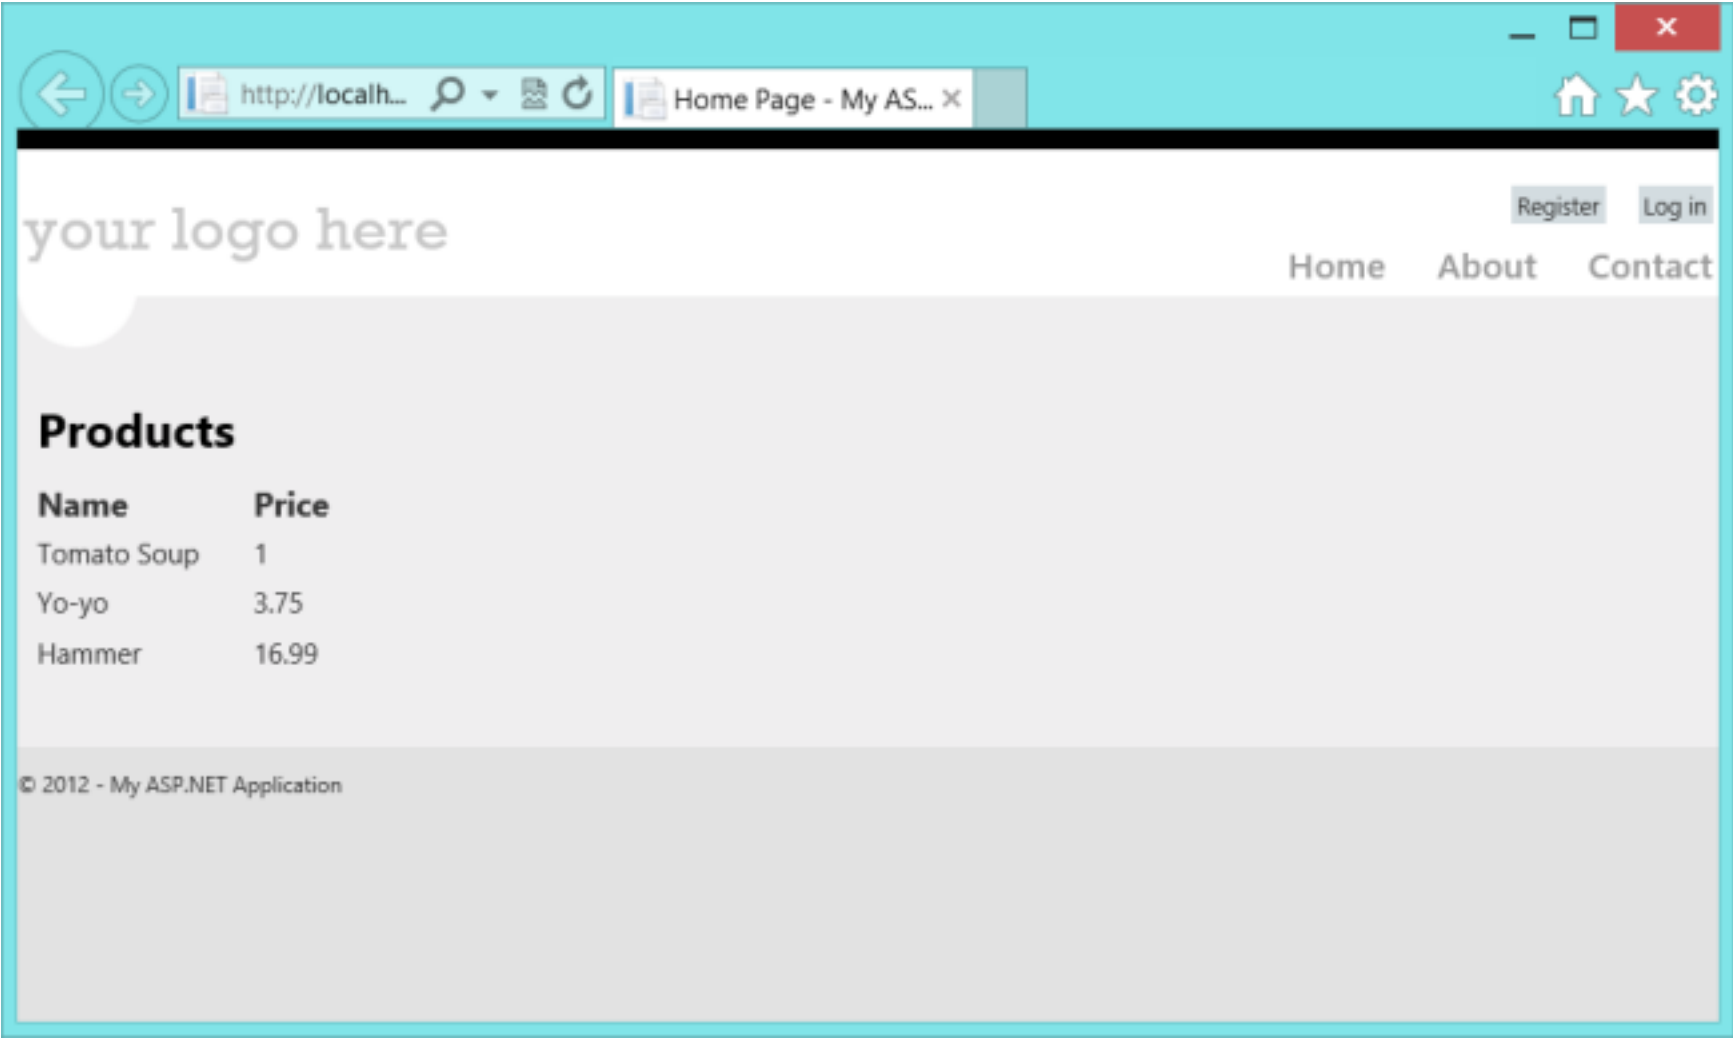 http://localh...
Home Page - My AS...
your logo here
Register Log in
Home About Contact
Products
Name Price
Tomato Soup 1
Yo-yo 3.75
Hammer 16.99
© 2012 - My ASP.NET Application